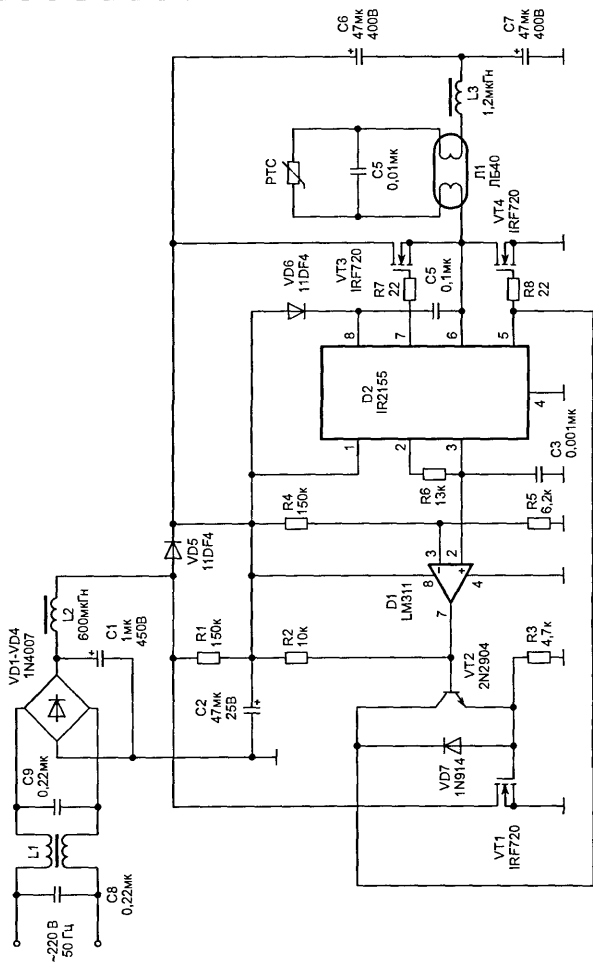 ~220 В
50 Гц
C8
0,22мк
L1
C9
0,22мк
VD1-VD4
1N4007
L2
600мкГн
C1
1мк
450В
C2
47мк
25В
R1
150к
R2
10к
VD5
11DF4
R4
150к
VD6
11DF4
VT1
IRF720
VD7
1N914
VT2
2N2904
R3
4,7к
D1
LM311
8
3
2
7
4
–
+
R5
6,2к
R6
13к
C3
0,001мк
D2
IR2155
1
2
3
4
8
7
6
5
VT3
IRF720
R7
22
C5
0,1мк
R8
22
VT4
IRF720
РТС
C5
0,01мк
Л1
ЛБ40
L3
1,2мкГн
C6
47мк
400В
C7
47мк
400В
+
+
+
+